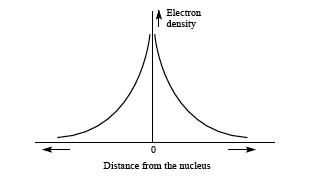 Electron
density
0
Distance from the nucleus